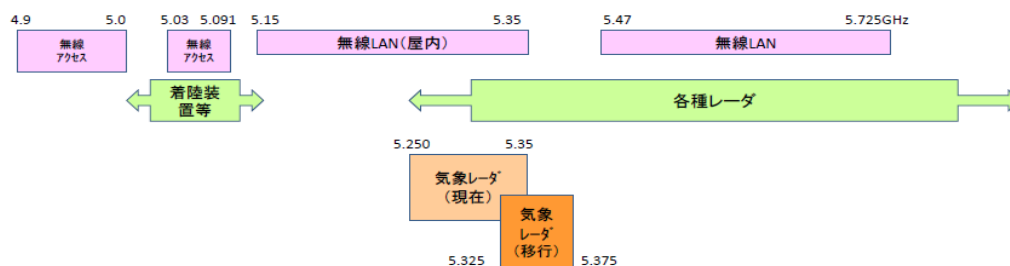 4.9 5.0 5.03 5.091 5.15 5.35 5.47 5.725GHz
無線
アクセス
無線
アクセス
無線LAN(屋内)
無線LAN
着陸装
置等
各種レーダ
5.250 5.35
気象レーダ
(現在)
気象
レーダ
(移行)
5.325 5.375